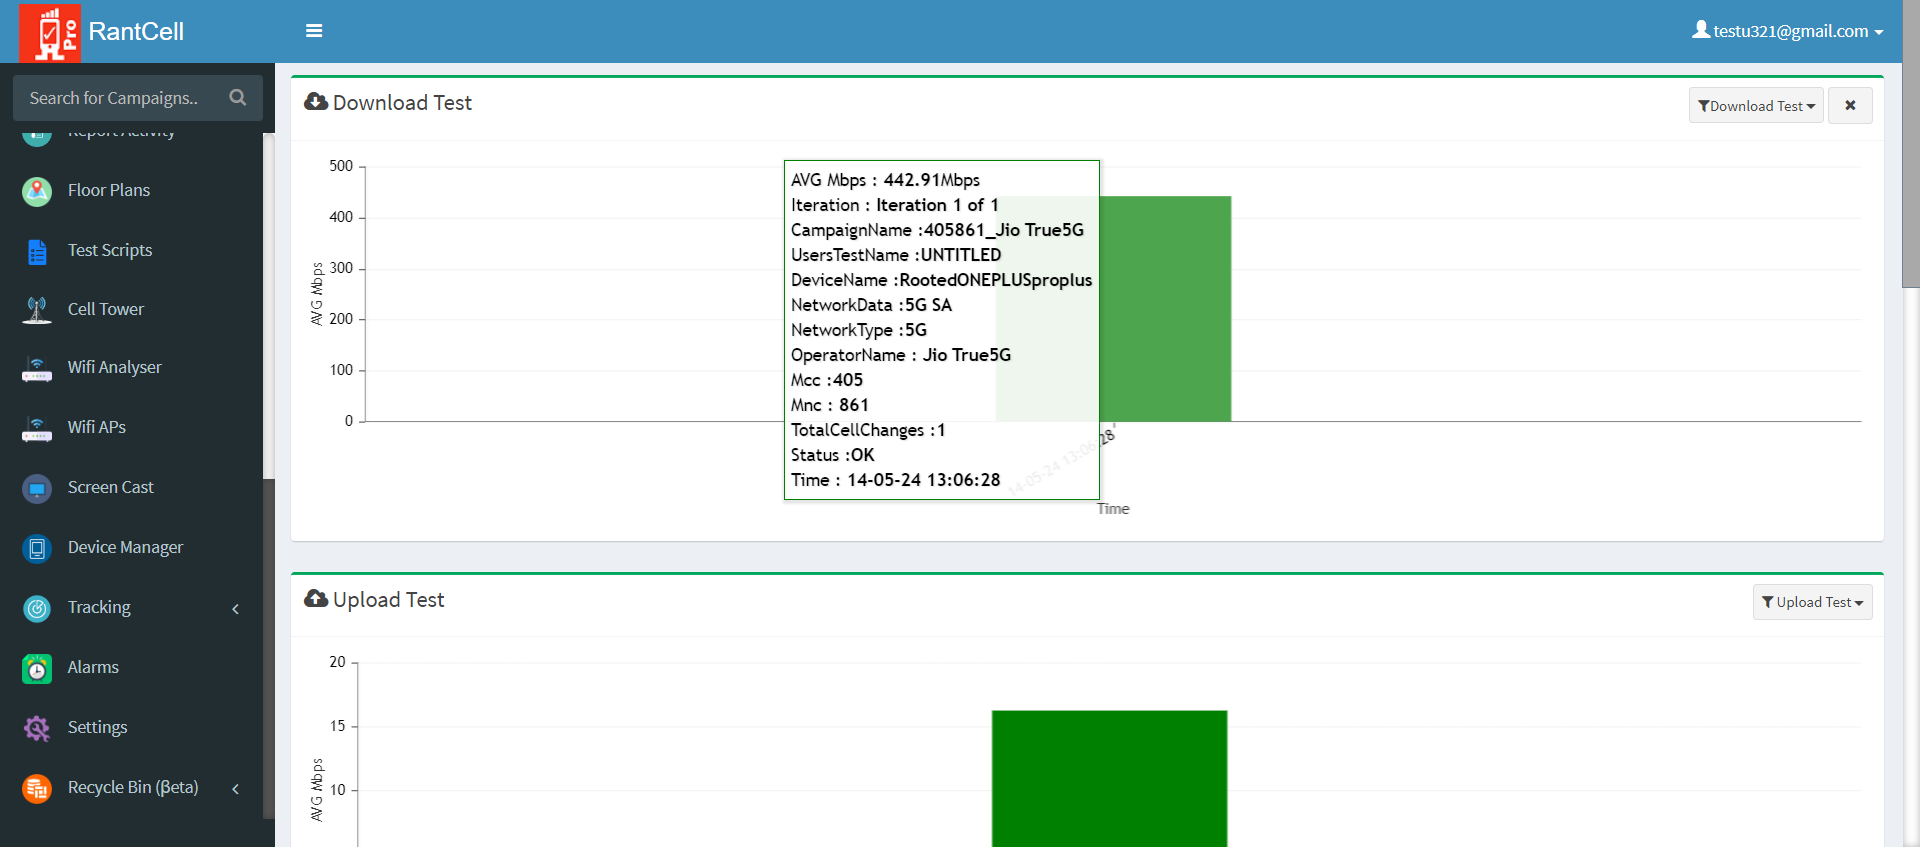 Pro
RantCell
testu321@gmail.com
Search for Campaigns..
Report Activity
Floor Plans
Test Scripts
Cell Tower
Wifi Analyser
Wifi APs
Screen Cast
Device Manager
Tracking
Alarms
Settings
Recycle Bin (βeta)
Download Test
Download Test
500
400
300
200
100
0
AVG Mbps
AVG Mbps : 442.91Mbps
Iteration : Iteration 1 of 1
CampaignName :405861_Jio True5G
UsersTestName :UNTITLED
DeviceName :RootedONEPLUSproplus
NetworkData :5G SA
NetworkType :5G
OperatorName : Jio True5G
Mcc :405
Mnc : 861
TotalCellChanges :1
Status :OK
Time : 14-05-24 13:06:28
14-05-24 13:06:28
Time
Upload Test
Upload Test
20
15
10
AVG Mbps